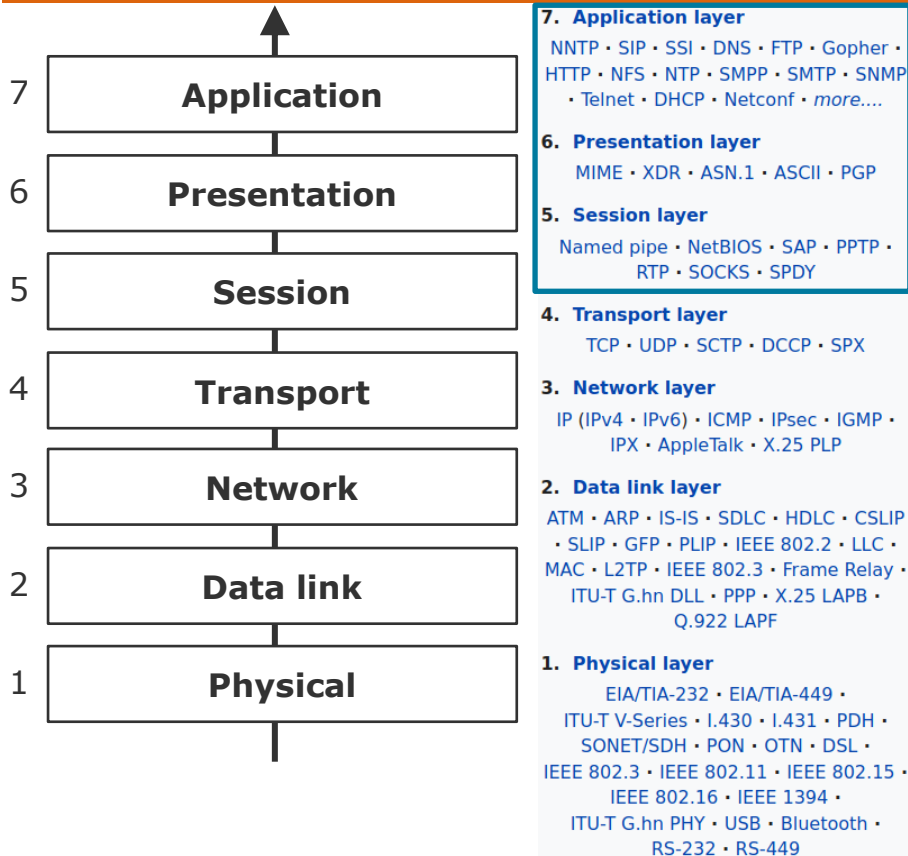 7
Application
6
Presentation
5
Session
4
Transport
3
Network
2
Data link
1
Physical
7. Application layer
NNTP · SIP · SSI · DNS · FTP · Gopher ·
HTTP · NFS · NTP · SMPP · SMTP · SNMP
· Telnet · DHCP · Netconf · more....
6. Presentation layer
MIME · XDR · ASN.1 · ASCII · PGP
5. Session layer
Named pipe · NetBIOS · SAP · PPTP ·
RTP · SOCKS · SPDY
4. Transport layer
TCP · UDP · SCTP · DCCP · SPX
3. Network layer
IP (IPv4 · IPv6) · ICMP · IPsec · IGMP ·
IPX · AppleTalk · X.25 PLP
2. Data link layer
ATM · ARP · IS-IS · SDLC · HDLC · CSLIP
· SLIP · GFP · PLIP · IEEE 802.2 · LLC ·
MAC · L2TP · IEEE 802.3 · Frame Relay ·
ITU-T G.hn DLL · PPP · X.25 LAPB ·
Q.922 LAPF
1. Physical layer
EIA/TIA-232 · EIA/TIA-449 ·
ITU-T V-Series · I.430 · I.431 · PDH ·
SONET/SDH · PON · OTN · DSL ·
IEEE 802.3 · IEEE 802.11 · IEEE 802.15 ·
IEEE 802.16 · IEEE 1394 ·
ITU-T G.hn PHY · USB · Bluetooth ·
RS-232 · RS-449